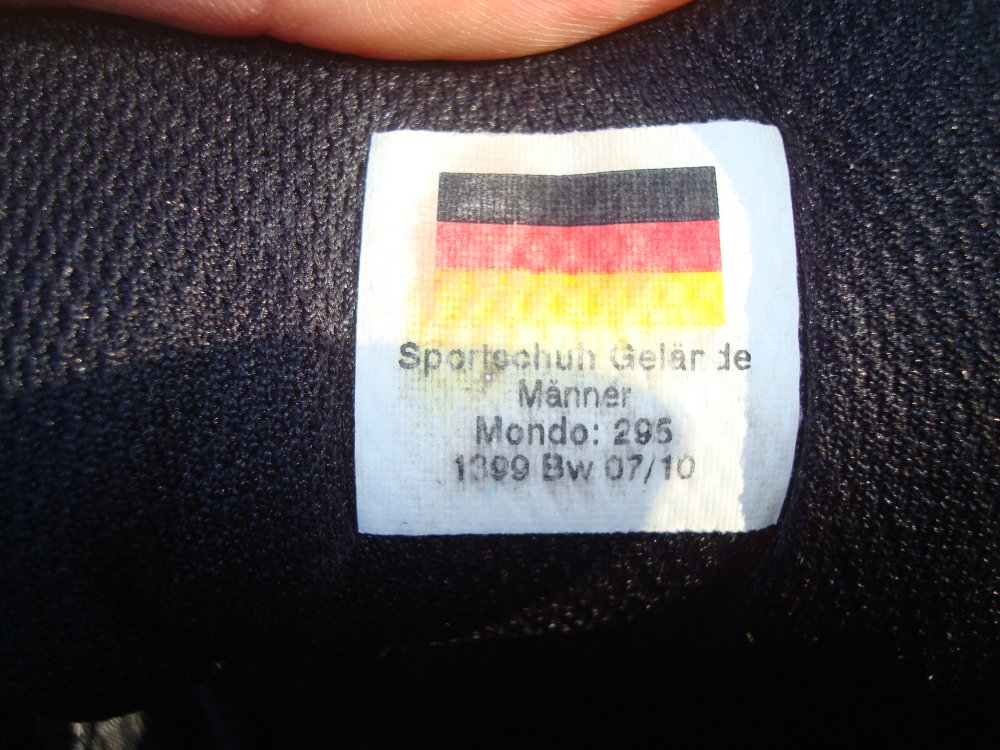 Sportschuh Gelände
Männer
Mondo: 295
1399 Bw 07/10